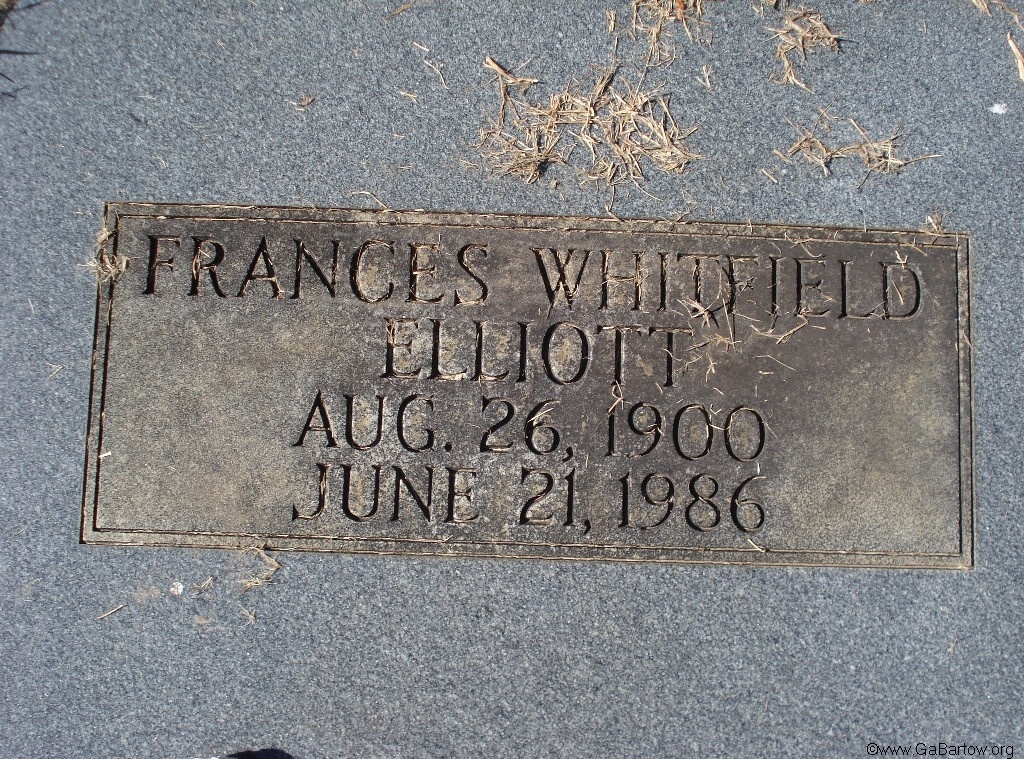 FRANCES WHITFIELD
ELLIOTT
AUG. 26, 1900
JUNE 21, 1986
©www.GaBartow.org